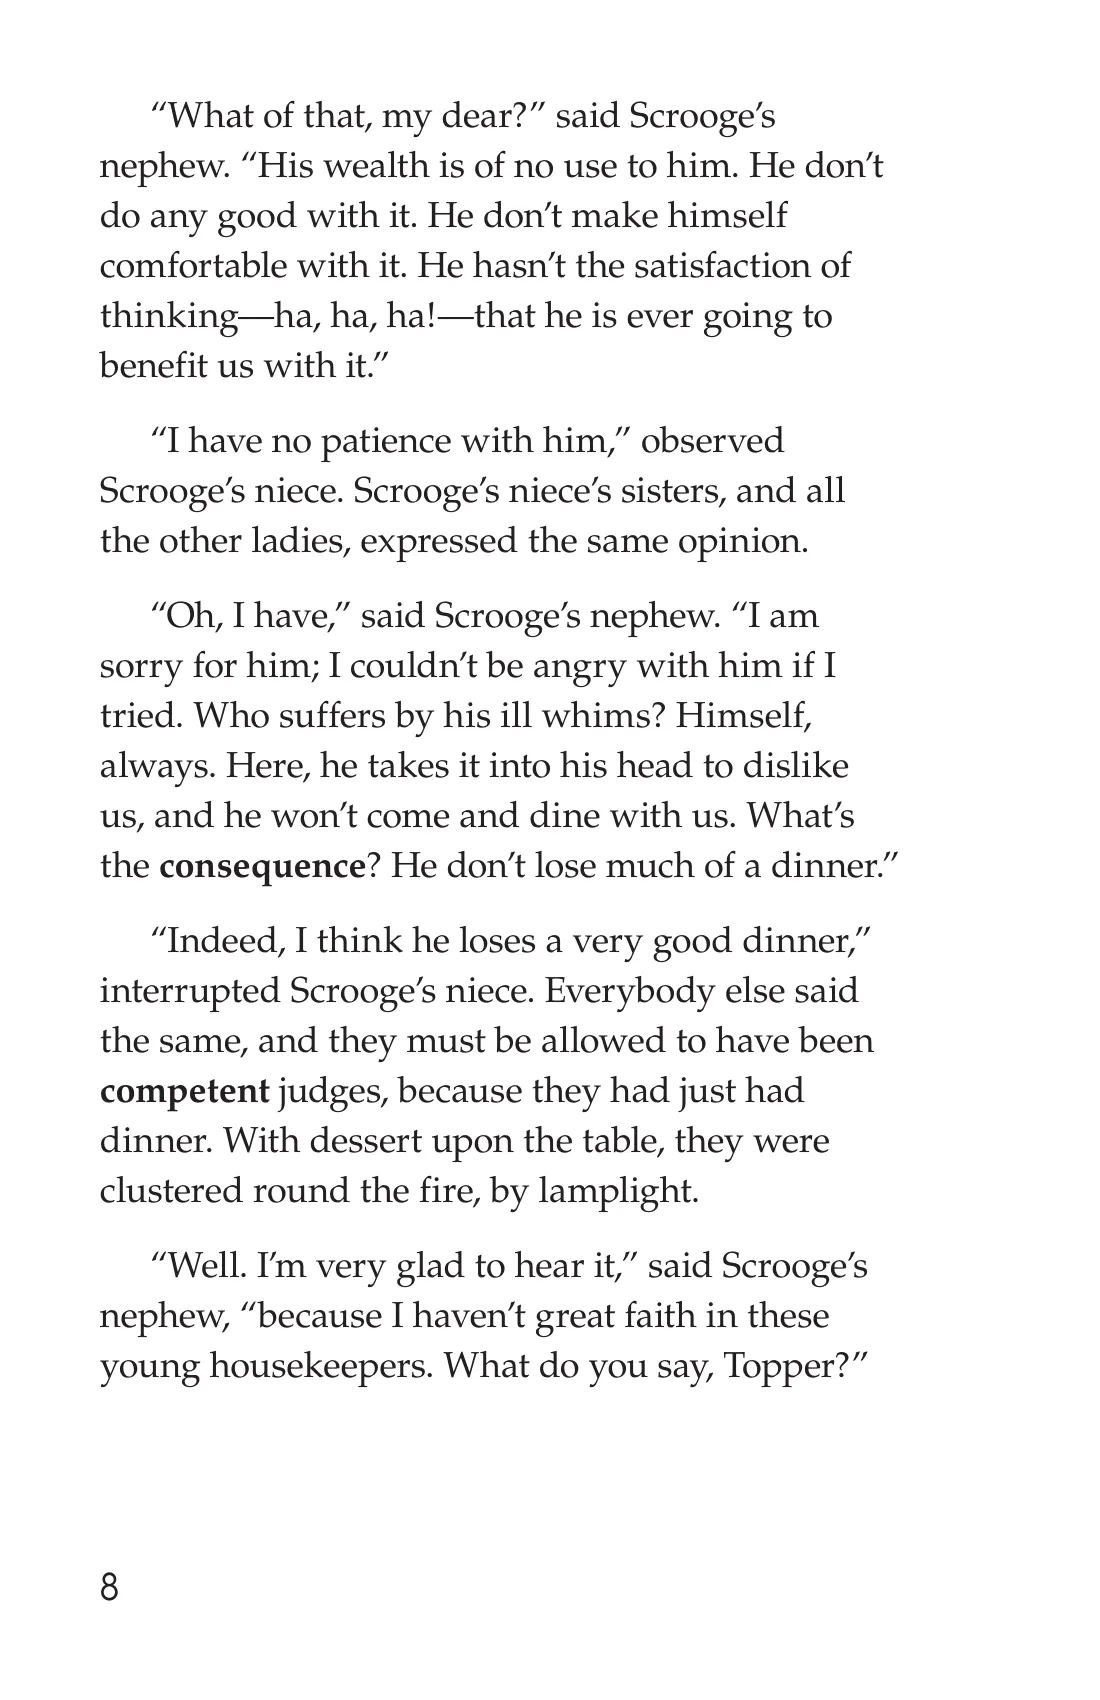 “What of that, my dear?” said Scrooge’s
nephew. “His wealth is of no use to him. He don’t
do any good with it. He don’t make himself
comfortable with it. He hasn’t the satisfaction of
thinking—ha, ha, ha!—that he is ever going to
benefit us with it.”
“I have no patience with him,” observed
Scrooge’s niece. Scrooge’s niece’s sisters, and all
the other ladies, expressed the same opinion.
“Oh, I have,” said Scrooge’s nephew. “I am
sorry for him; I couldn’t be angry with him if I
tried. Who suffers by his ill whims? Himself,
always. Here, he takes it into his head to dislike
us, and he won’t come and dine with us. What’s
the consequence? He don’t lose much of a dinner.”
“Indeed, I think he loses a very good dinner,”
interrupted Scrooge’s niece. Everybody else said
the same, and they must be allowed to have been
competent judges, because they had just had
dinner. With dessert upon the table, they were
clustered round the fire, by lamplight.
“Well. I’m very glad to hear it,” said Scrooge’s
nephew, “because I haven’t great faith in these
young housekeepers. What do you say, Topper?”
8